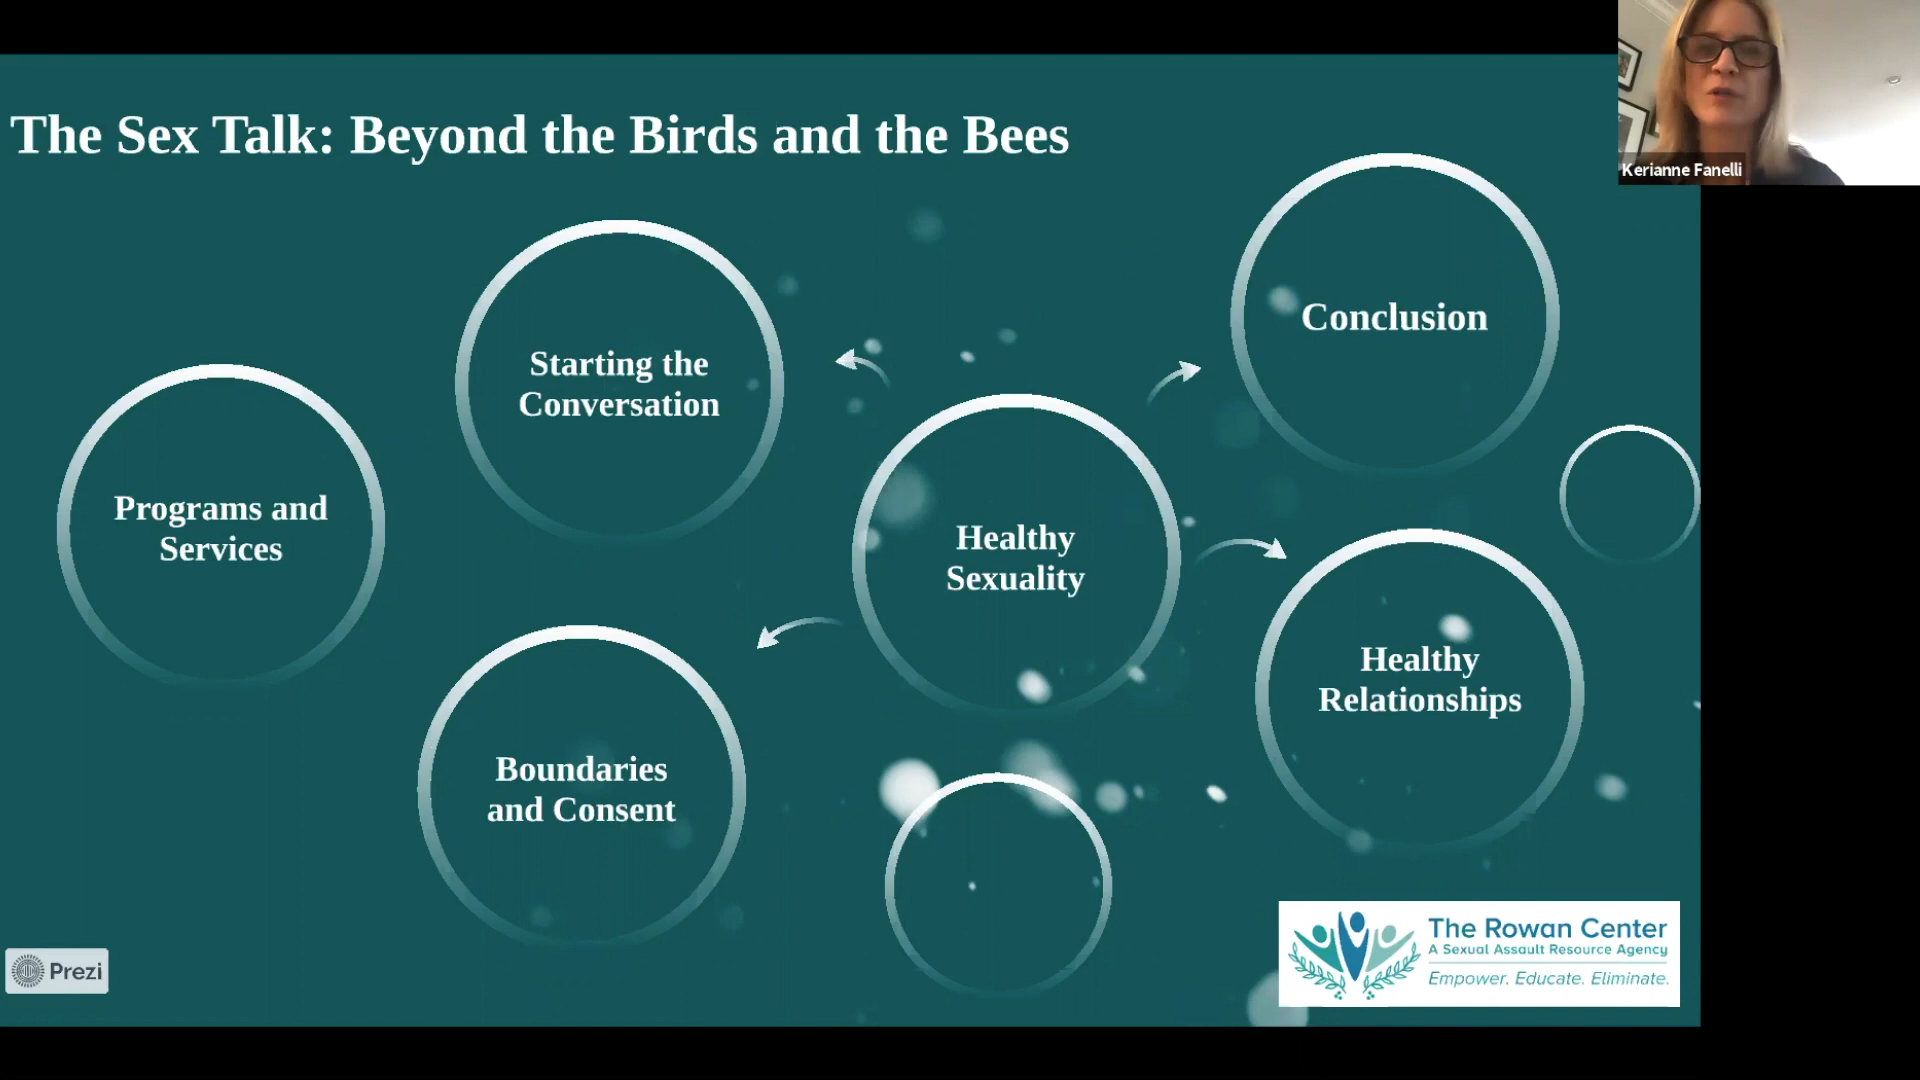 The Sex Talk: Beyond the Birds and the Bees
Kerianne Fanelli
Programs and
Services
Starting the
Conversation
Boundaries
and Consent
Healthy
Sexuality
Conclusion
Healthy
Relationships
Prezi
The Rowan Center
A Sexual Assault Resource Agency
Empower. Educate. Eliminate.